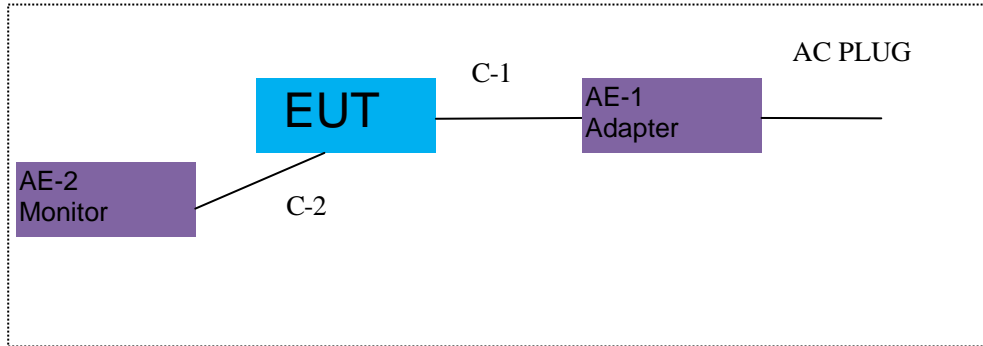 AC PLUG
C-1
EUT
AE-1
Adapter
AE-2
Monitor
C-2